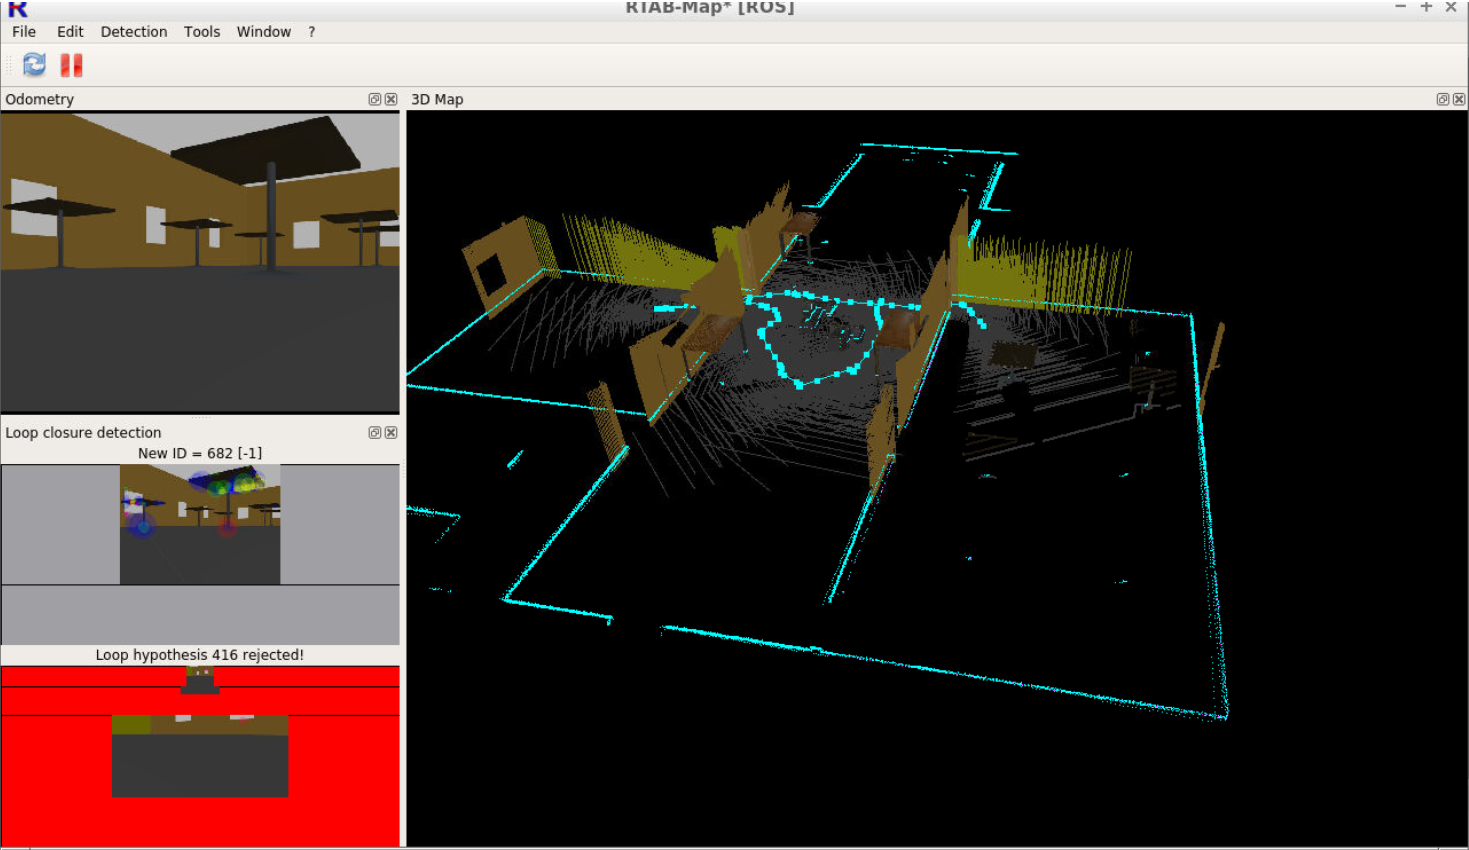 RTAB-Map* [ROS]
File Edit Detection Tools Window ?
Odometry
3D Map
Loop closure detection
New ID = 682 [-1]
Loop hypothesis 416 rejected!